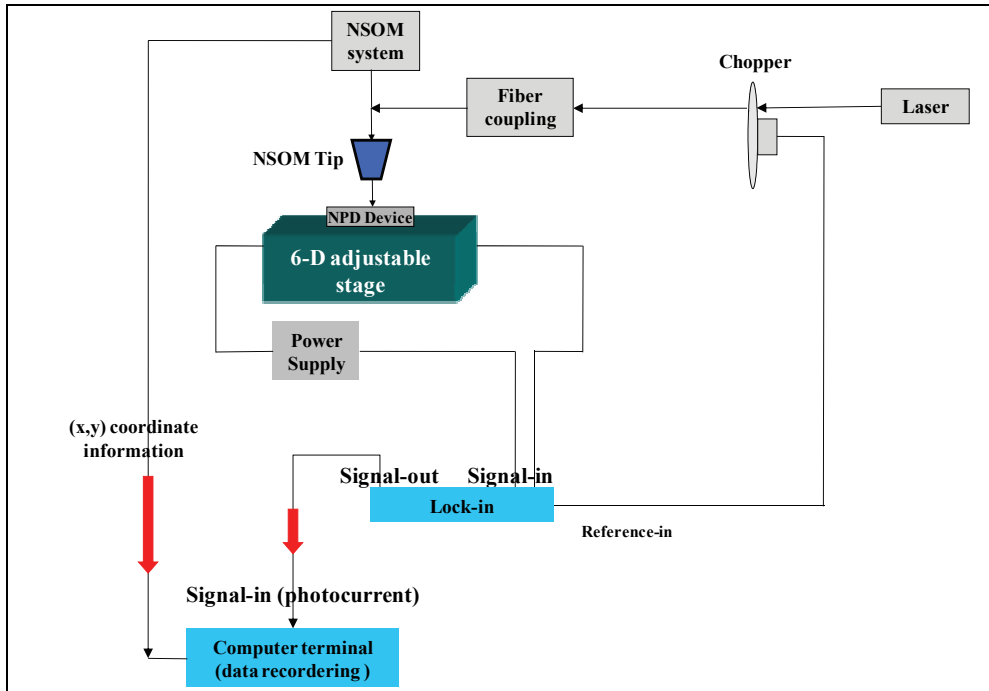 NSOM
system
Chopper
Fiber
coupling
Laser
NSOM Tip
NPD Device
6-D adjustable
stage
Power
Supply
(x,y) coordinate
information
Signal-out
Signal-in
Lock-in
Reference-in
Signal-in (photocurrent)
Computer terminal
(data recordering )